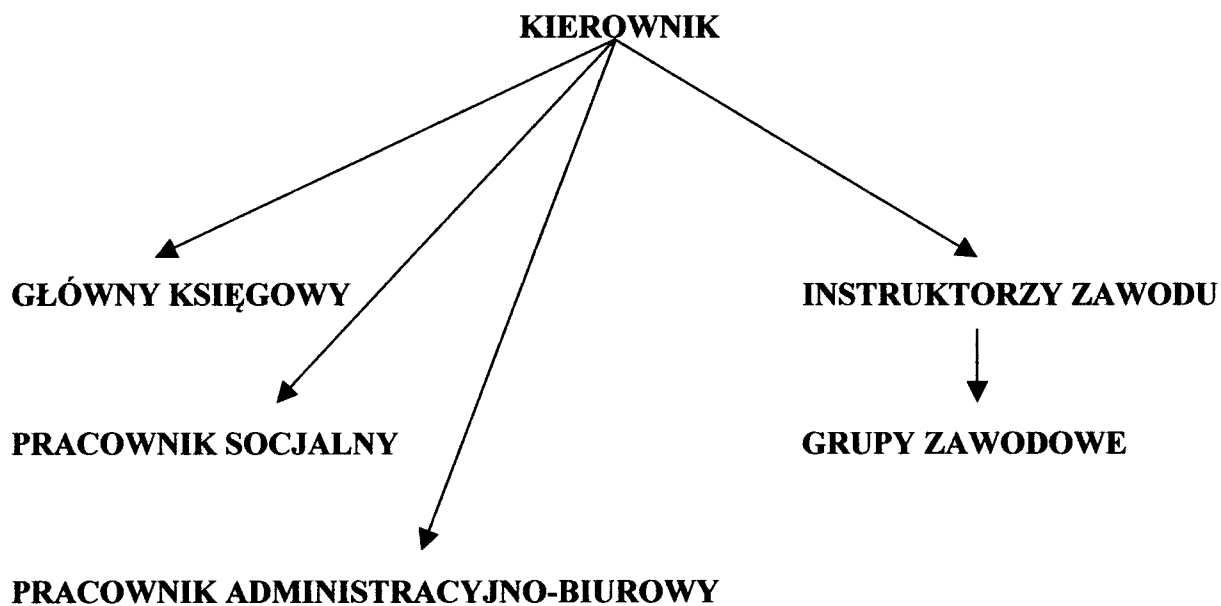 KIEROWNIK
GŁÓWNY KSIĘGOWY
INSTRUKTORZY ZAWODU
PRACOWNIK SOCJALNY
GRUPY ZAWODOWE
PRACOWNIK ADMINISTRACYJNO-BIUROWY